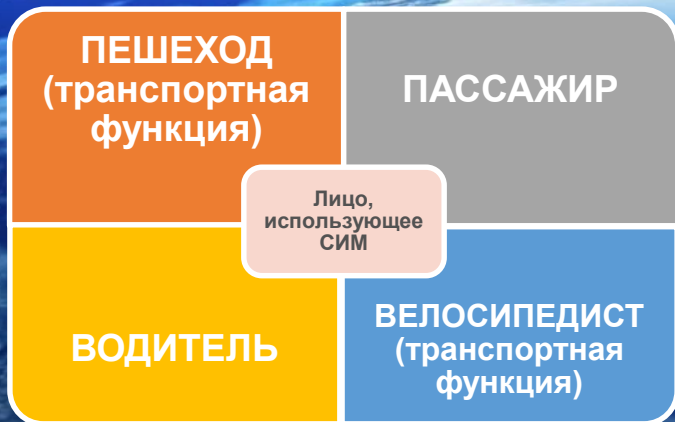 ПЕШЕХОД
(транспортная
функция)
ПАССАЖИР
Лицо,
использующее
СИМ
ВОДИТЕЛЬ
ВЕЛОСИПЕДИСТ
(транспортная
функция)